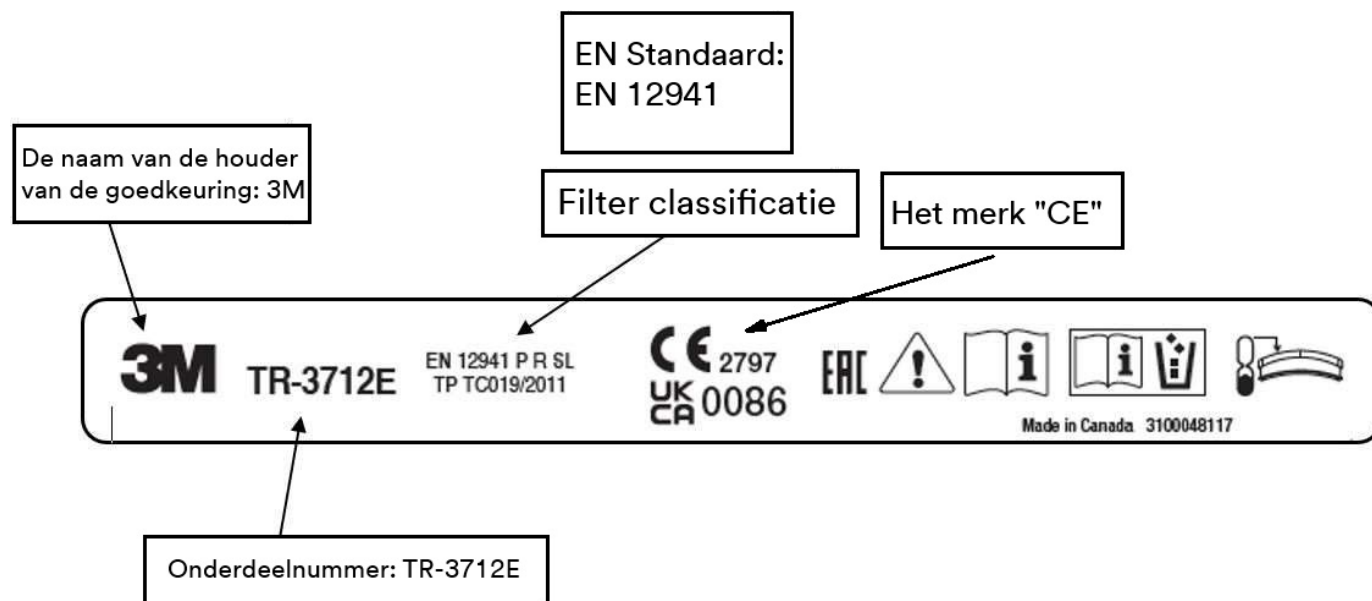 EN Standaard:
EN 12941
De naam van de houder
van de goedkeuring: 3M
Filter classificatie
Het merk "CE"
3M
TR-3712E
EN 12941 P R SL
TP TC019/2011
CE 2797
UK
CA 0086
EAC
Made in Canada 3100048117
Onderdeelnummer: TR-3712E